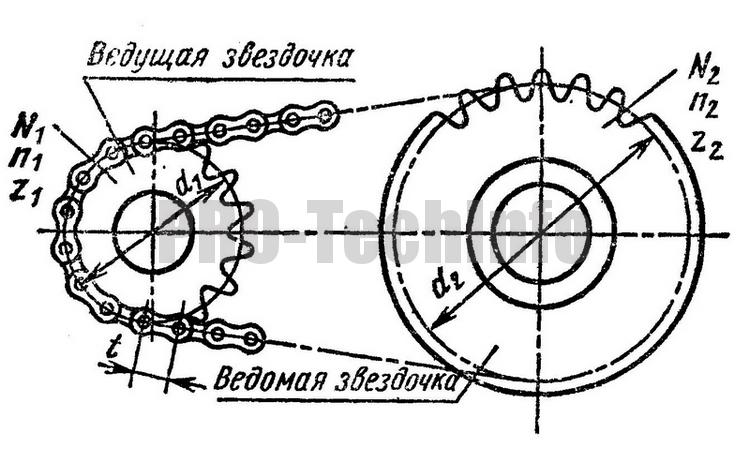 Ведущая звездочка
N₁
n₁
z₁
d₁
N₂
n₂
z₂
PRO-TechInfo
d₂
t
Ведомая звездочка